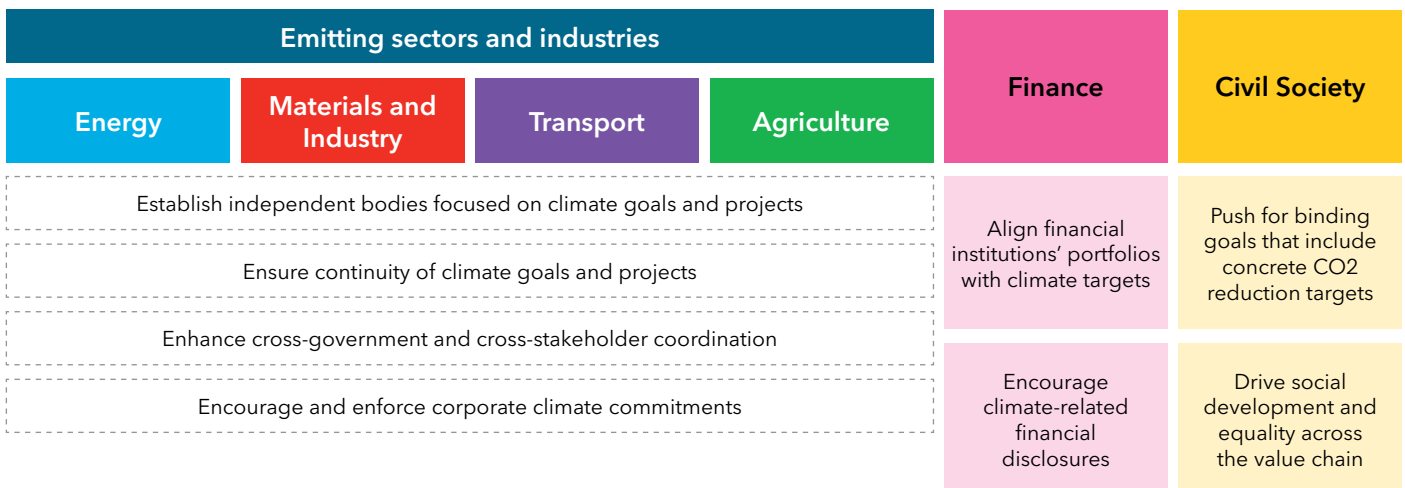 Emitting sectors and industries
Energy
Materials and
Industry
Transport
Agriculture
Establish independent bodies focused on climate goals and projects
Ensure continuity of climate goals and projects
Enhance cross-government and cross-stakeholder coordination
Encourage and enforce corporate climate commitments
Finance
Align financial
institutions’ portfolios
with climate targets
Encourage
climate-related
financial
disclosures
Civil Society
Push for binding
goals that include
concrete CO2
reduction targets
Drive social
development and
equality across
the value chain